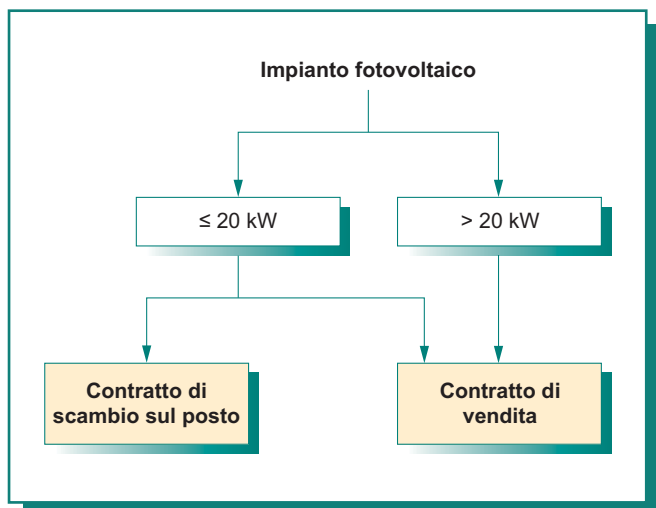 Impianto fotovoltaico
≤ 20 kW
> 20 kW
Contratto di
scambio sul posto
Contratto di
vendita